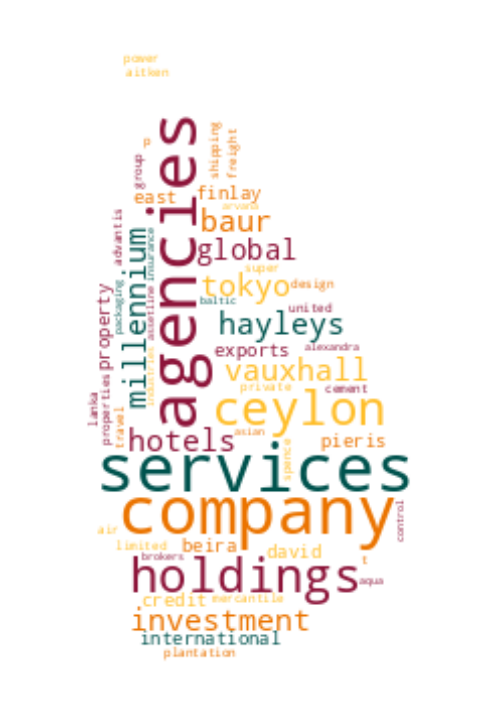 power
aitken
agencies
p
shipping
freight
group
east
finlay
arvana
advantis
baur
millennium
insurance
global
super
tokyo
design
packaging
baltic
united
assetline
property
hayleys
industries
exports
alexandra
vauxhall
private
cement
lanka
properties
travel
ceylon
hotels
asian
pieris
spence
services
company
control
air
limited
brokers
beira
david
t
holdings
aqua
credit
mercantile
investment
international
plantation